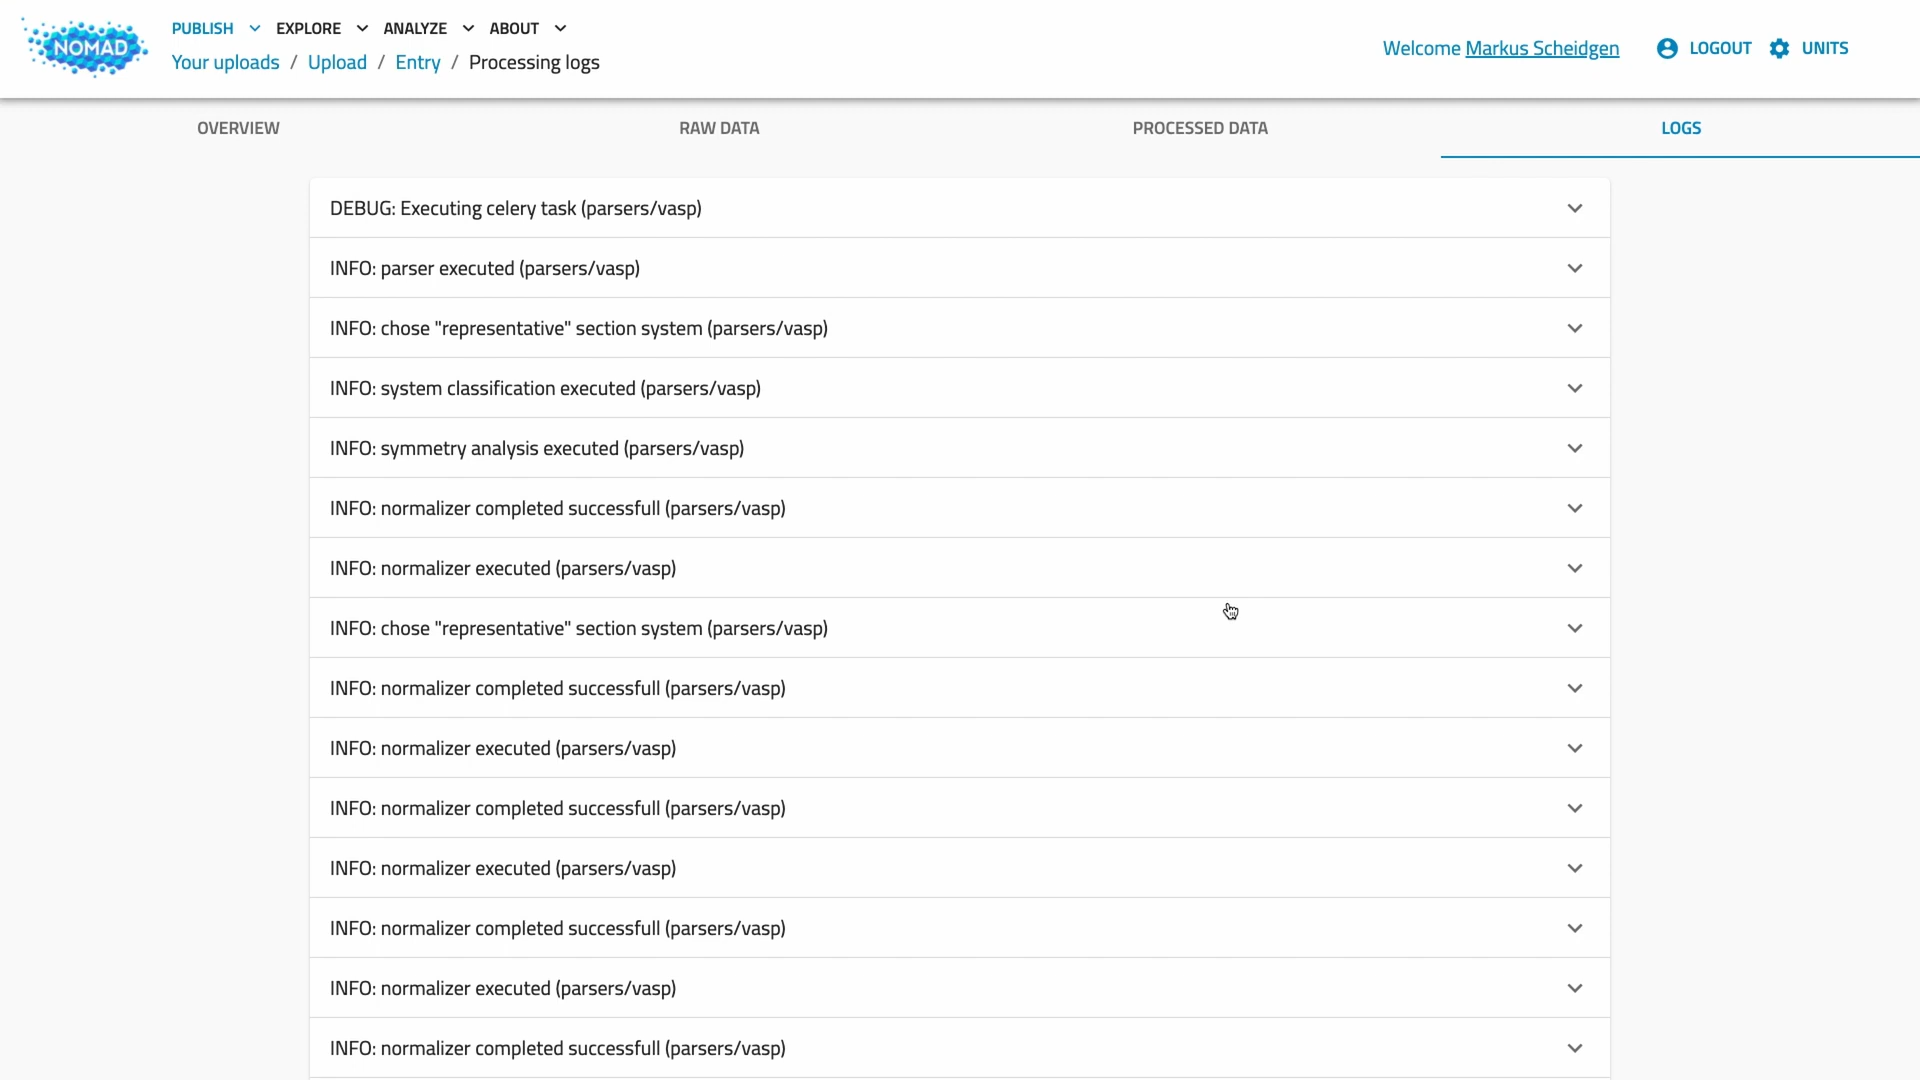 NOMAD
PUBLISH EXPLORE ANALYZE ABOUT
Your uploads / Upload / Entry / Processing logs
Welcome Markus Scheidgen LOGOUT UNITS
OVERVIEW RAW DATA PROCESSED DATA LOGS
DEBUG: Executing celery task (parsers/vasp)
INFO: parser executed (parsers/vasp)
INFO: chose "representative" section system (parsers/vasp)
INFO: system classification executed (parsers/vasp)
INFO: symmetry analysis executed (parsers/vasp)
INFO: normalizer completed successfull (parsers/vasp)
INFO: normalizer executed (parsers/vasp)
INFO: chose "representative" section system (parsers/vasp)
INFO: normalizer completed successfull (parsers/vasp)
INFO: normalizer executed (parsers/vasp)
INFO: normalizer completed successfull (parsers/vasp)
INFO: normalizer executed (parsers/vasp)
INFO: normalizer completed successfull (parsers/vasp)
INFO: normalizer executed (parsers/vasp)
INFO: normalizer completed successfull (parsers/vasp)